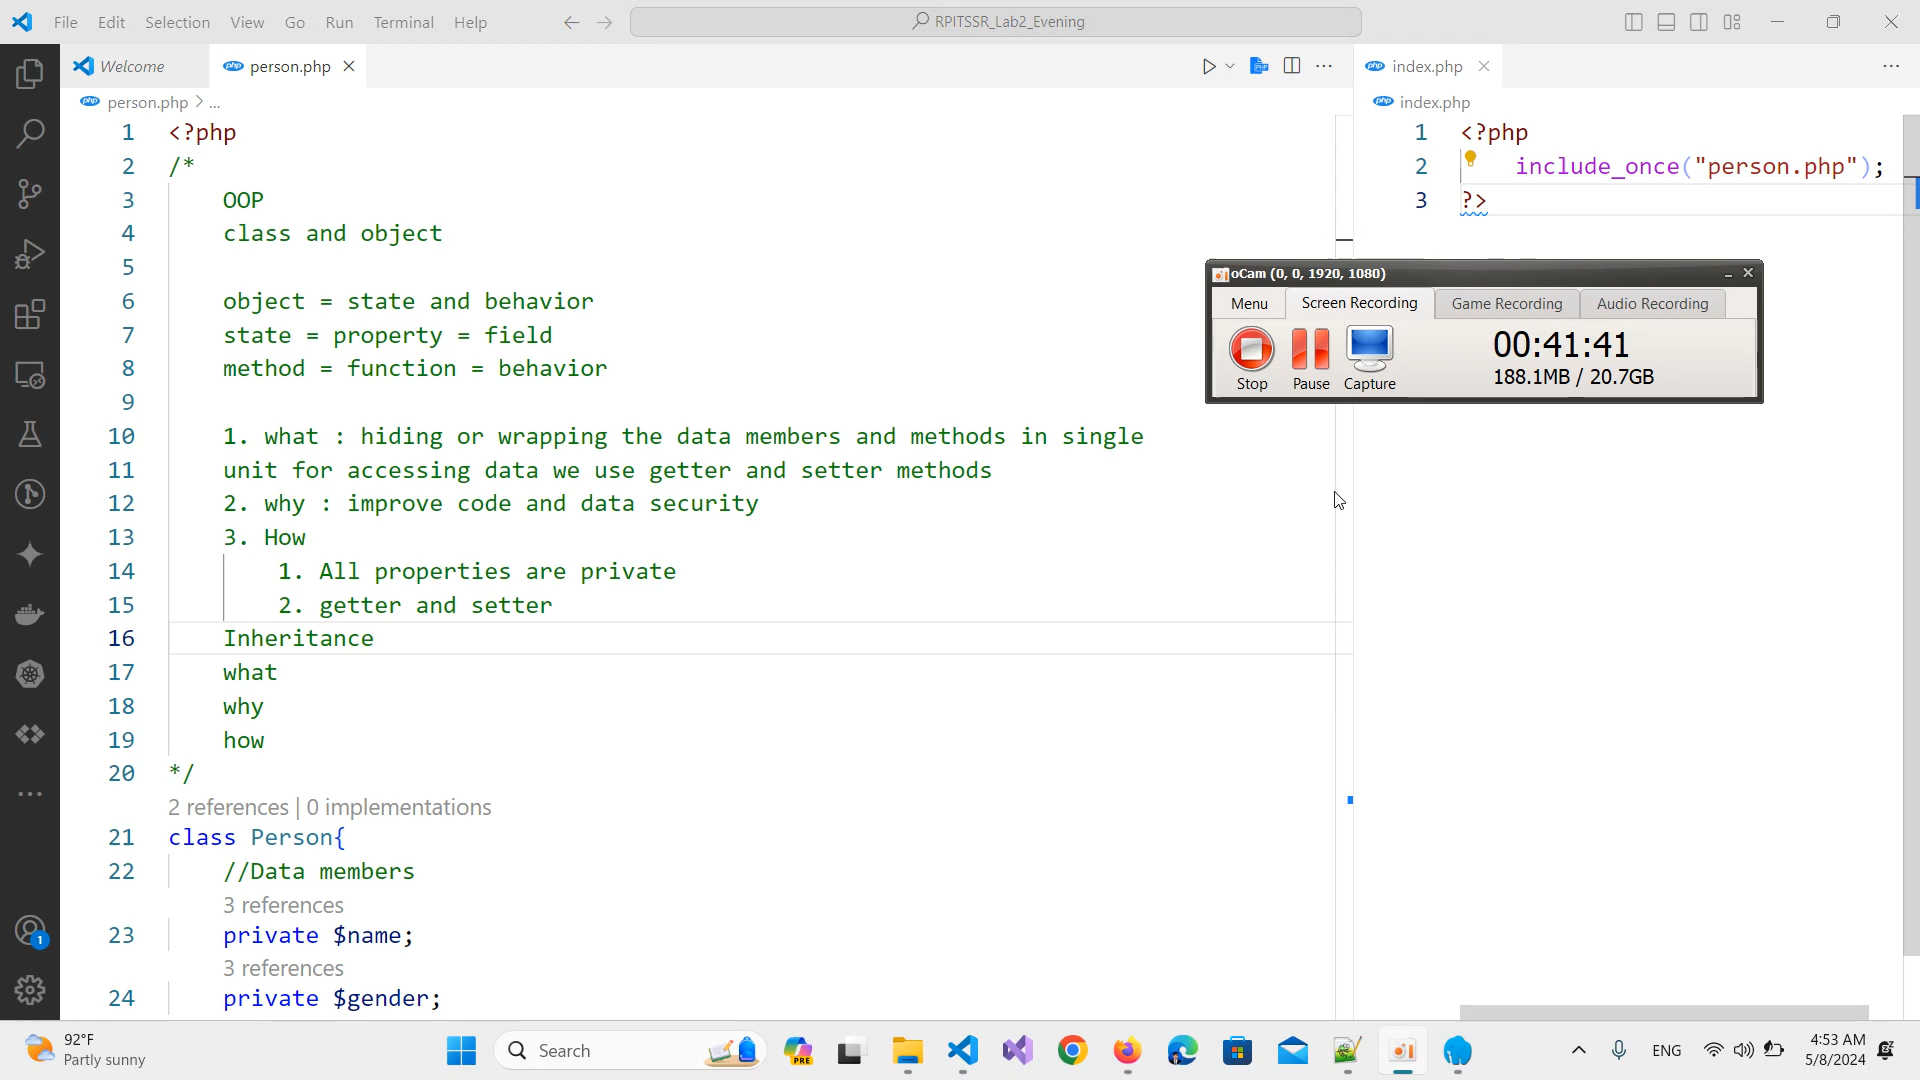 File Edit Selection View Go Run Terminal Help
RPITSSR_Lab2_Evening
Welcome
person.php
index.php
person.php > ...
index.php
1 <?php
2 /*
3 OOP
4 class and object
5
6 object = state and behavior
7 state = property = field
8 method = function = behavior
9
10 1. what : hiding or wrapping the data members and methods in single
11 unit for accessing data we use getter and setter methods
12 2. why : improve code and data security
13 3. How
14 1. All properties are private
15 2. getter and setter
16 Inheritance
17 what
18 why
19 how
20 */
2 references | 0 implementations
21 class Person{
22 //Data members
3 references
23 private $name;
3 references
24 private $gender;
1 <?php
2 include_once("person.php");
3 ?>
oCam (0, 0, 1920, 1080)
Menu Screen Recording Game Recording Audio Recording
Stop Pause Capture
00:41:41
188.1MB / 20.7GB
1
92°F
Partly sunny
Search
PRE
ENG
4:53 AM
5/8/2024